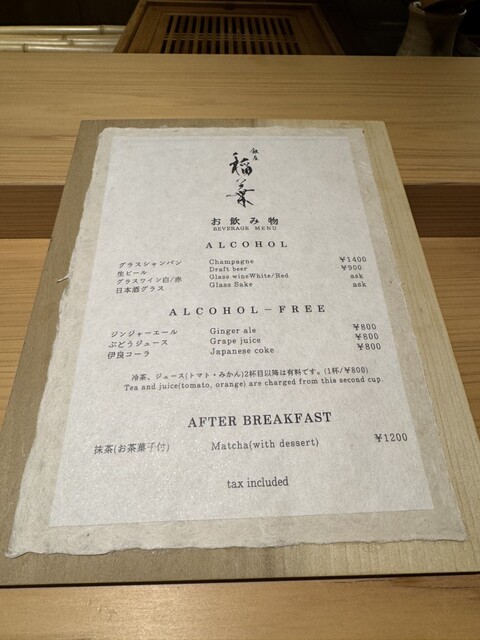 飯屋
稲葉
お飲み物
BEVERAGE MENU
ALCOHOL
グラスシャンパン Champagne ¥1400
生ビール Draft beer ¥900
グラスワイン白/赤 Glass wineWhite/Red ask
日本酒グラス Glass Sake ask
ALCOHOL－FREE
ジンジャーエール Ginger ale ¥800
ぶどうジュース Grape juice ¥800
伊良コーラ Japanese coke ¥800
冷茶、ジュース(トマト・みかん)2杯目以降は有料です。(1杯/¥800)
Tea and juice(tomato, orange) are charged from this second cup.
AFTER BREAKFAST
抹茶(お茶菓子付) Matcha(with dessert) ¥1200
tax included